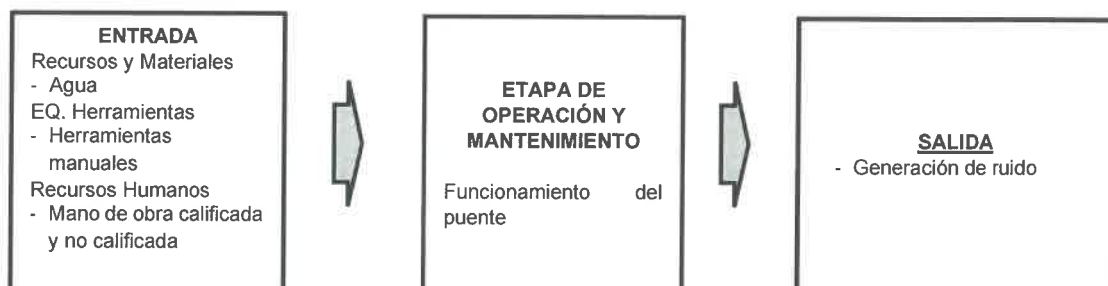 ENTRADA
Recursos y Materiales
- Agua
EQ. Herramientas
- Herramientas
manuales
Recursos Humanos
- Mano de obra calificada
y no calificada
ETAPA DE
OPERACIÓN Y
MANTENIMIENTO
Funcionamiento del
puente
SALIDA
- Generación de ruido